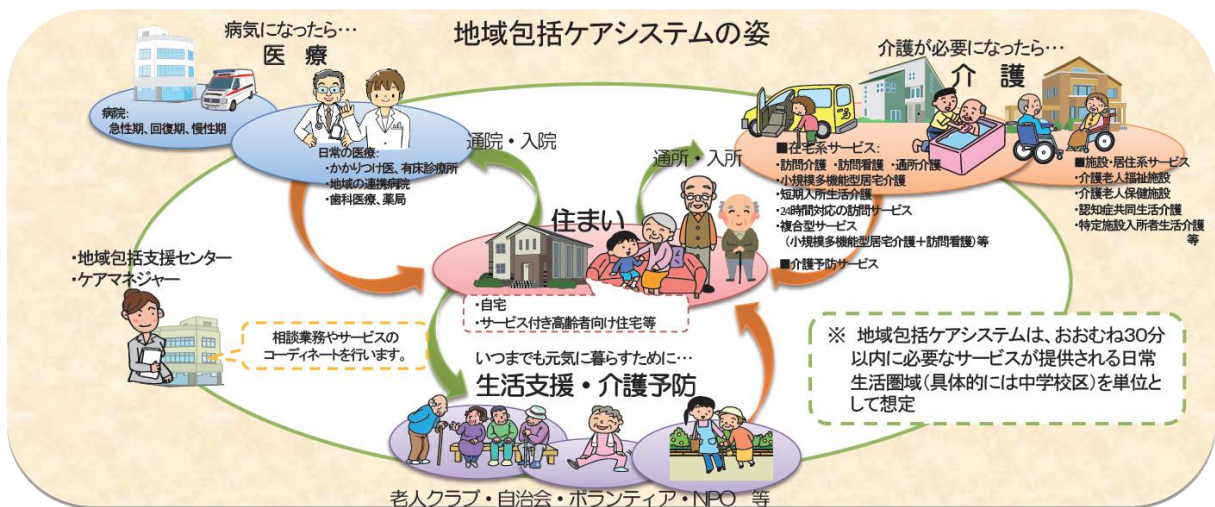 地域包括ケアシステムの姿
病気になったら…
医 療
病院:
急性期、回復期、慢性期
日常の医療:
・かかりつけ医、有床診療所
・地域の連携病院
・歯科医療、薬局
通院・入院
通所・入所
介護が必要になったら…
介 護
■在宅系サービス:
・訪問介護 ・訪問看護 ・通所介護
・小規模多機能型居宅介護
・短期入所生活介護
・24時間対応の訪問サービス
・複合型サービス
(小規模多機能型居宅介護＋訪問看護)等
■介護予防サービス
■施設・居住系サービス
・介護老人福祉施設
・介護老人保健施設
・認知症共同生活介護
・特定施設入所者生活介護
等
住まい
・自宅
・サービス付き高齢者向け住宅等
・地域包括支援センター
・ケアマネジャー
相談業務やサービスの
コーディネートを行います。
いつまでも元気に暮らすために…
生活支援・介護予防
老人クラブ・自治会・ボランティア・NPO 等
※ 地域包括ケアシステムは、おおむね30分
以内に必要なサービスが提供される日常
生活圏域(具体的には中学校区)を単位と
して想定